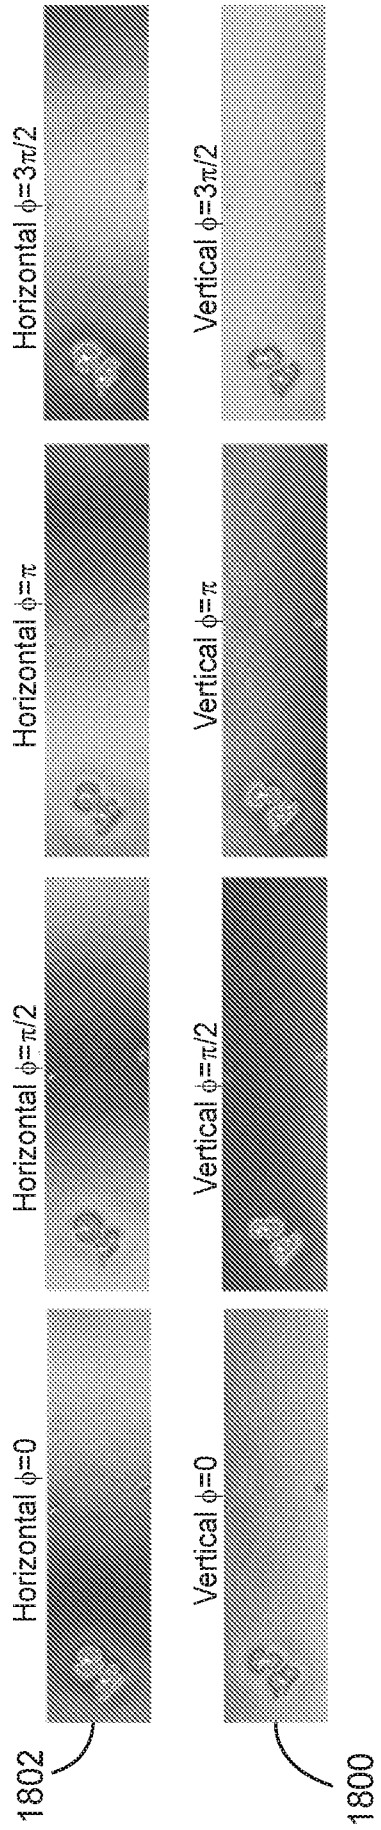 Horizontal ϕ=0
Horizontal ϕ=π/2
Horizontal ϕ=π
Horizontal ϕ=3π/2
1802
Vertical ϕ=0
Vertical ϕ=π/2
Vertical ϕ=π
Vertical ϕ=3π/2
1800